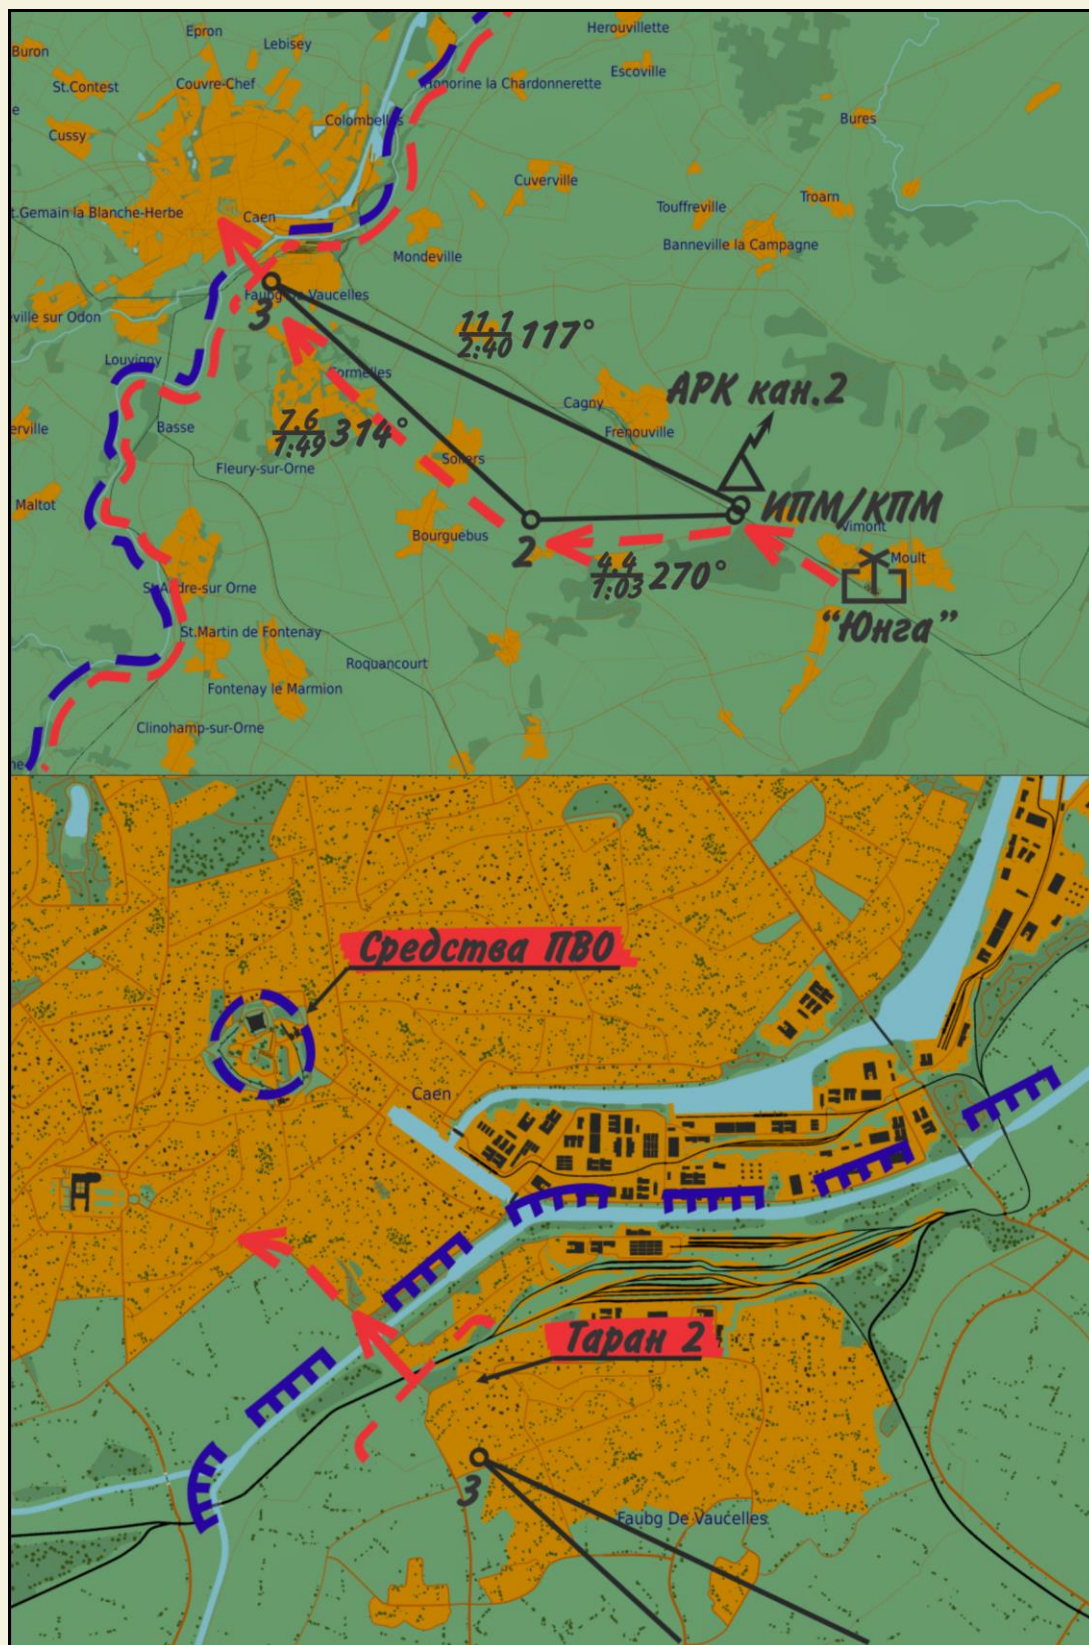 Epron
Lebisey
Herouvillette
Buron
Escoville
St.Contest
Couvre-Chef
Honorine la Chardonnerette
e
Bures
Cussy
Colombelles
Cuverville
Troarn
Touffreville
t.Gemain la Blanche-Herbe
Caen
Banneville la Campagne
Mondeville
Faubg De Vaucelles
3
eville sur Odon
11.1
2:40 117°
Louvigny
Cormelles
АРК кан.2
Cagny
7.6
1:49 314°
erville
Basse
Frenouville
Soliers
Fleury-sur-Orne
Maltot
ИПМ/КПМ
Vimont
Bourguebus
2
Moult
4.4
1:03 270°
St.Andre-sur Orne
"Юнга"
St.Martin de Fontenay
Roquancourt
Fontenay le Marmion
Clinohamp-sur-Orne
ne
Средства ПВО
Caen
Таран 2
3
Faubg De Vaucelles